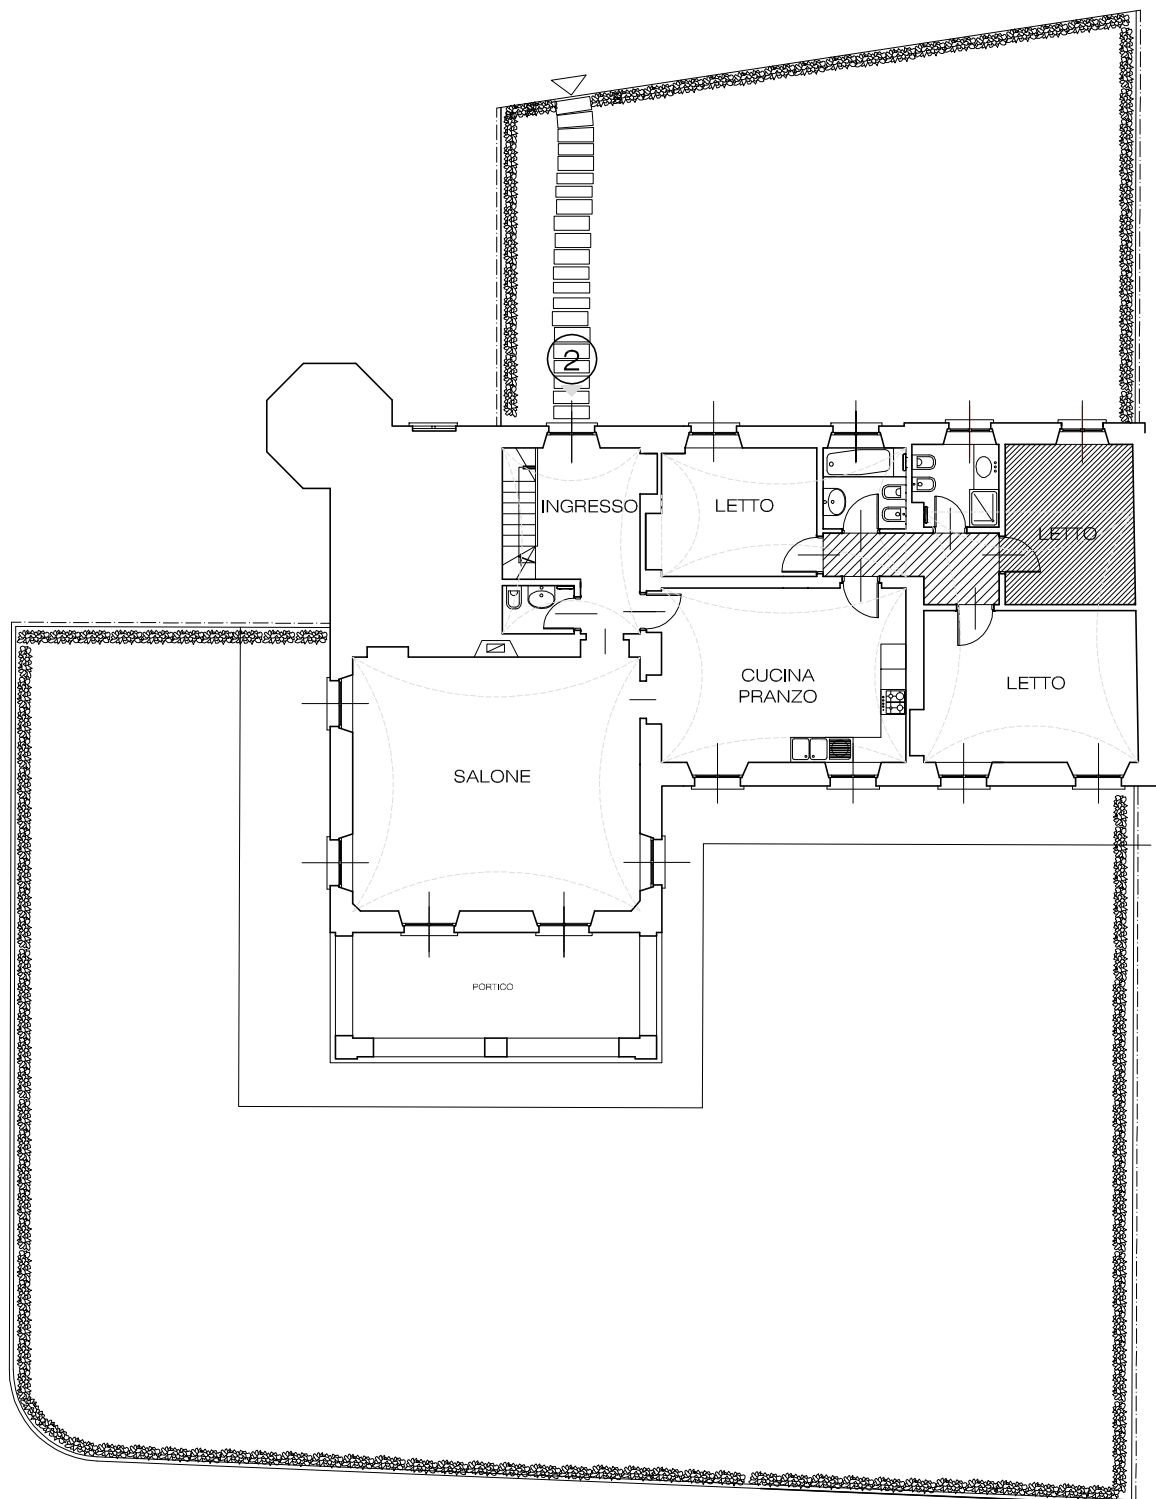 2
INGRESSO
LETTO
LETTO
CUCINA
PRANZO
LETTO
SALONE
PORTICO